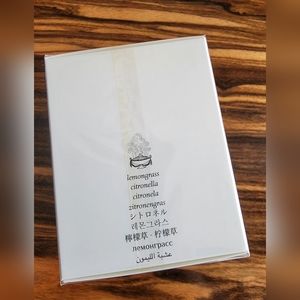 lemongrass
citronella
citronela
zitronengras
シトロネル
레몬그라스
檸檬草 - 柠檬草
лемонграсс
عشبة الليمون